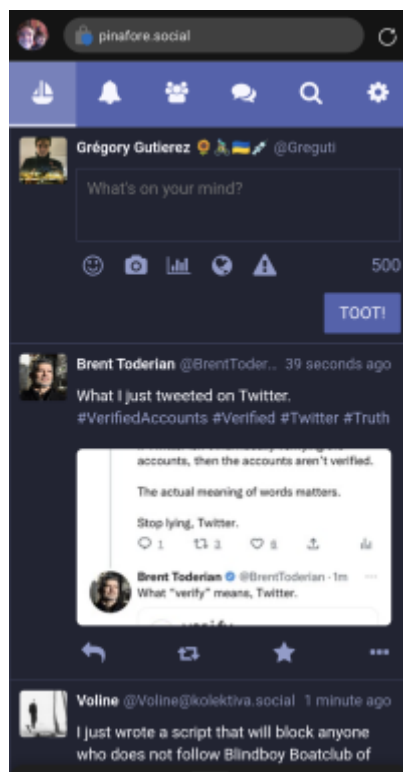 pinafore.social
Grégory Gutierez 🌻🚴🇺🇦💉 @Greguti
What's on your mind?
500
TOOT!
Brent Toderian @BrentToder... 39 seconds ago
What I just tweeted on Twitter.
#VerifiedAccounts #Verified #Twitter #Truth
accounts, then the accounts aren't verified.
The actual meaning of words matters.
Stop lying, Twitter.
1 3 8
Brent Toderian @BrentToderian · 1m
What "verify" means, Twitter.
Voline @Voline@kolektiva.social 1 minute ago
I just wrote a script that will block anyone
who does not follow Blindboy Boatclub of